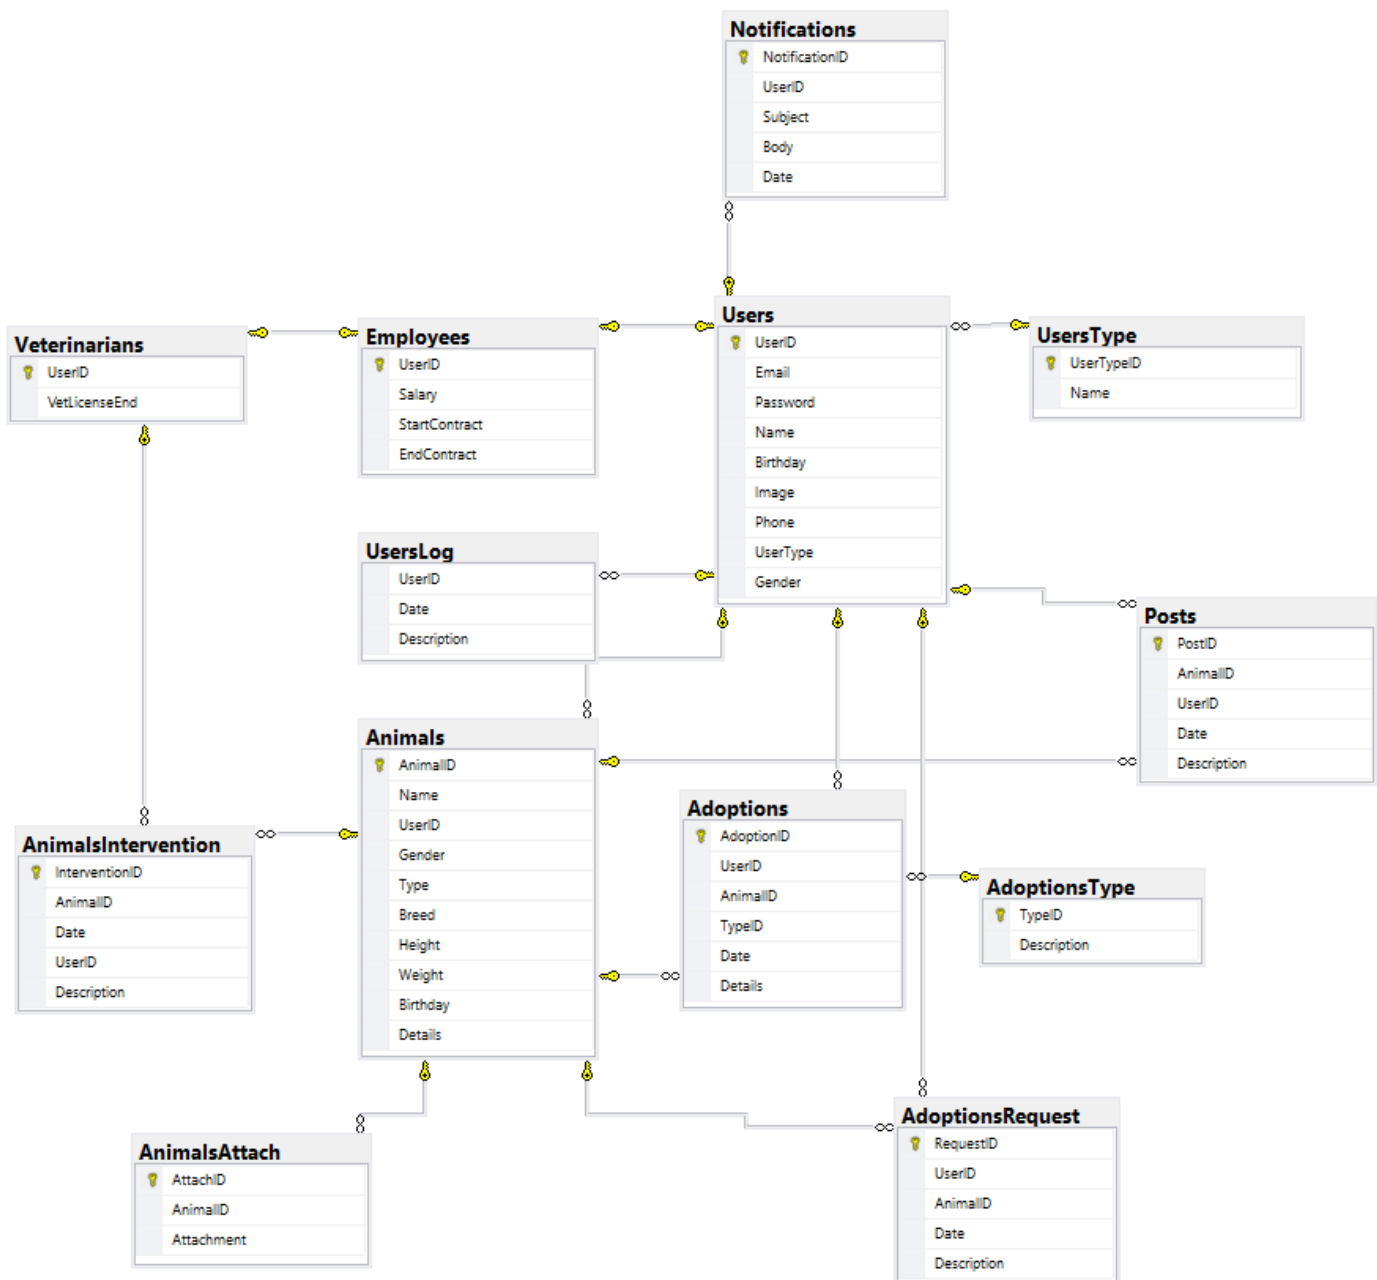 Notifications
NotificationID
UserID
Subject
Body
Date
Veterinarians
UserID
VetLicenseEnd
Employees
UserID
Salary
StartContract
EndContract
Users
UserID
Email
Password
Name
Birthday
Image
Phone
UserType
Gender
UsersType
UserTypeID
Name
UsersLog
UserID
Date
Description
Posts
PostID
AnimalID
UserID
Date
Description
Animals
AnimalID
Name
UserID
Gender
Type
Breed
Height
Weight
Birthday
Details
Adoptions
AdoptionID
UserID
AnimalID
TypeID
Date
Details
AnimalsIntervention
InterventionID
AnimalID
Date
UserID
Description
AdoptionsType
TypeID
Description
AdoptionsRequest
RequestID
UserID
AnimalID
Date
Description
AnimalsAttach
AttachID
AnimalID
Attachment